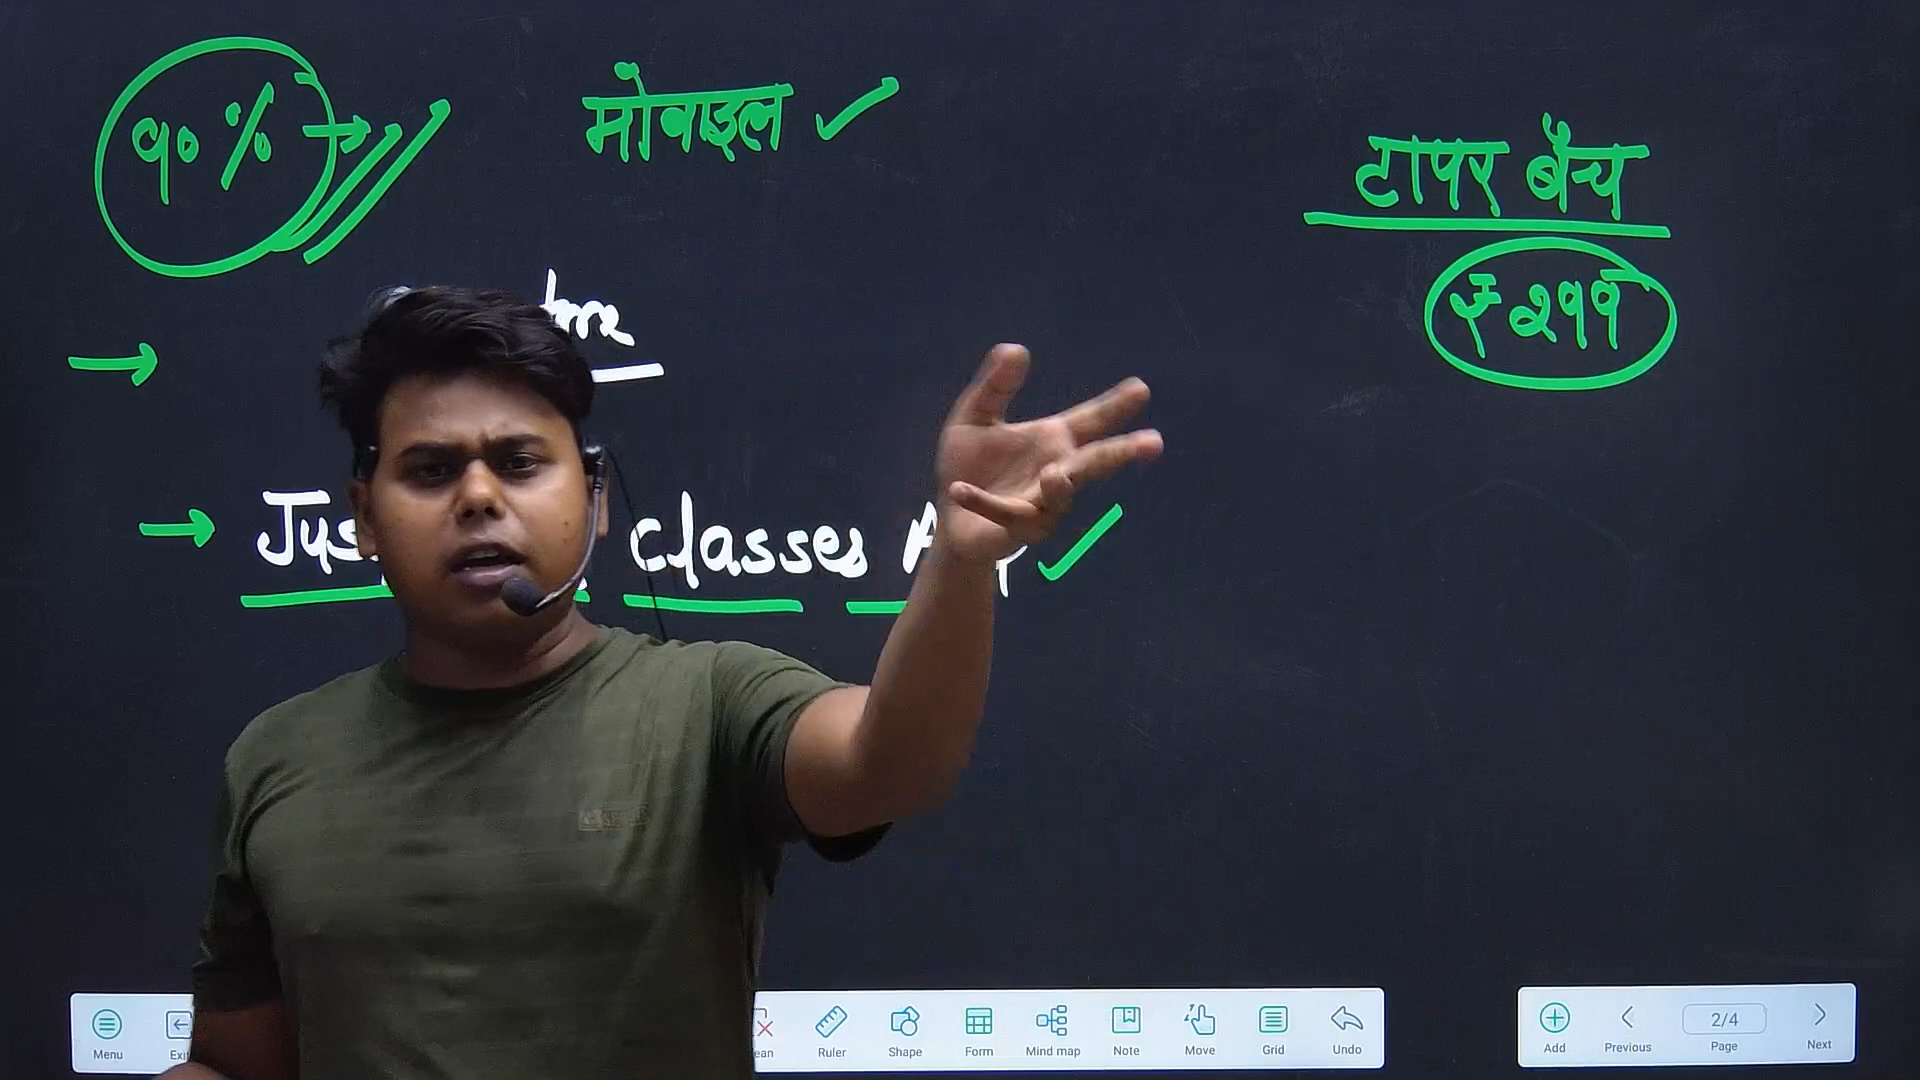 90%
मोबाइल
टापर बैच
₹299
classes
Menu
Ruler Shape Form Mind map Note Move Grid Undo
Add Previous 2/4 Page Next